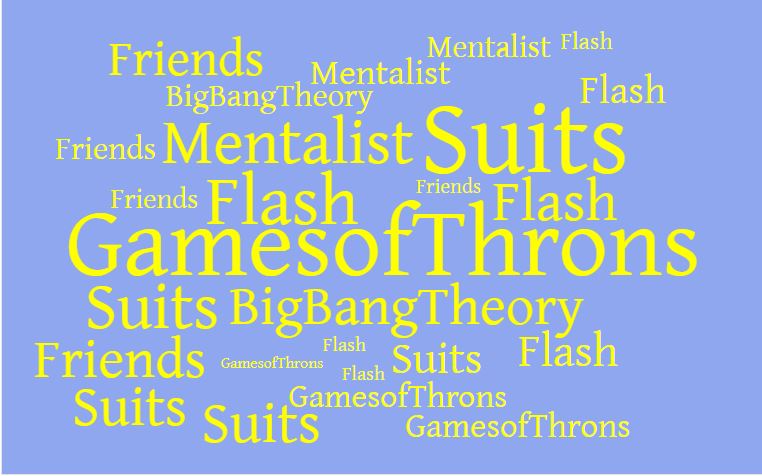 Friends Mentalist Flash
BigBangTheory Mentalist Flash
Friends Mentalist Suits
Friends Flash Friends Flash
GamesofThrons
Suits BigBangTheory
Friends GamesofThrons Flash Flash Suits Flash
Suits Suits GamesofThrons
GamesofThrons